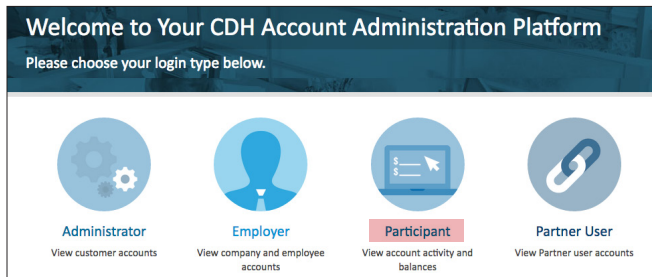 Welcome to Your CDH Account Administration Platform
Please choose your login type below.
$
$
Administrator
View customer accounts
Employer
View company and employee
accounts
Participant
View account activity and
balances
Partner User
View Partner user accounts